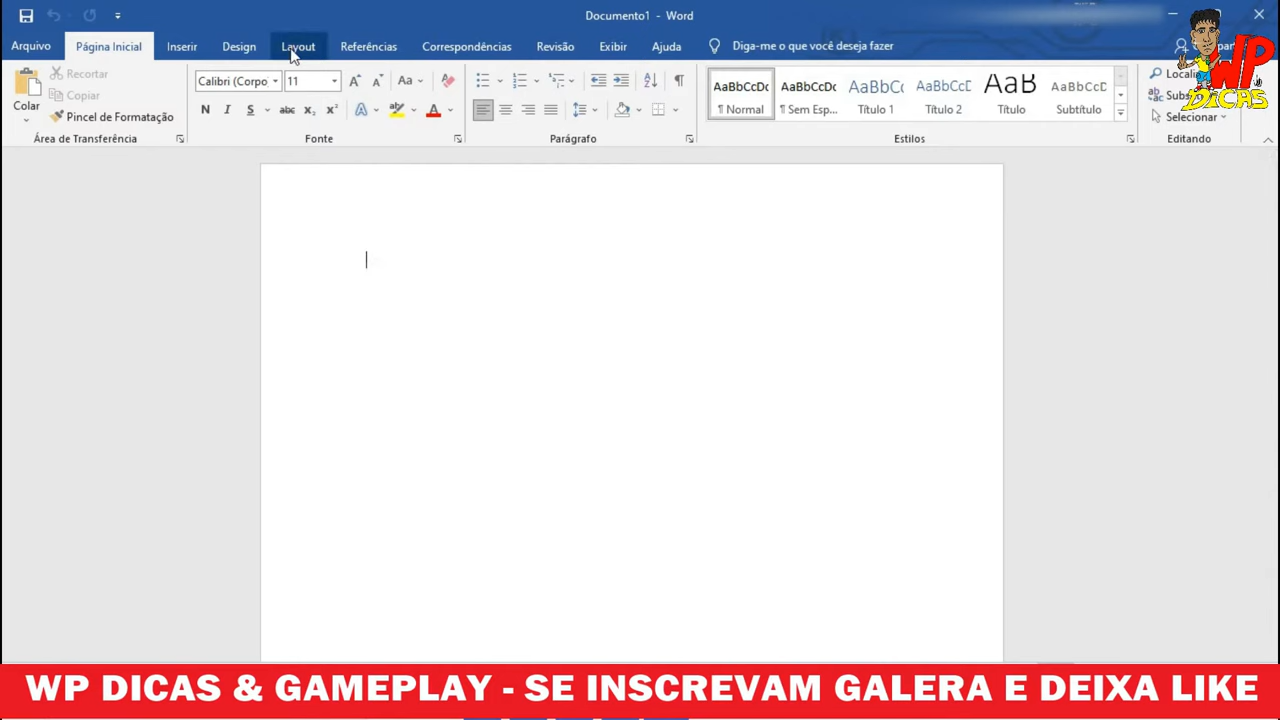 Documento1 - Word
Arquivo
Página Inicial
Inserir
Design
Layout
Referências
Correspondências
Revisão
Exibir
Ajuda
Diga-me o que você deseja fazer
Colar
Recortar
Copiar
Pincel de Formatação
Área de Transferência
Calibri (Corpo
11
Aa
N I S abc x₂ x² A A
Fonte
Parágrafo
AaBbCcDc
¶ Normal
AaBbCcDc
¶ Sem Esp...
AaBbCc
Título 1
AaBbCcD
Título 2
AaB
Título
AaBbCcD
Subtítulo
Estilos
Selecionar
Editando
WP
DICAS
WP DICAS & GAMEPLAY - SE INSCREVAM GALERA E DEIXA LIKE